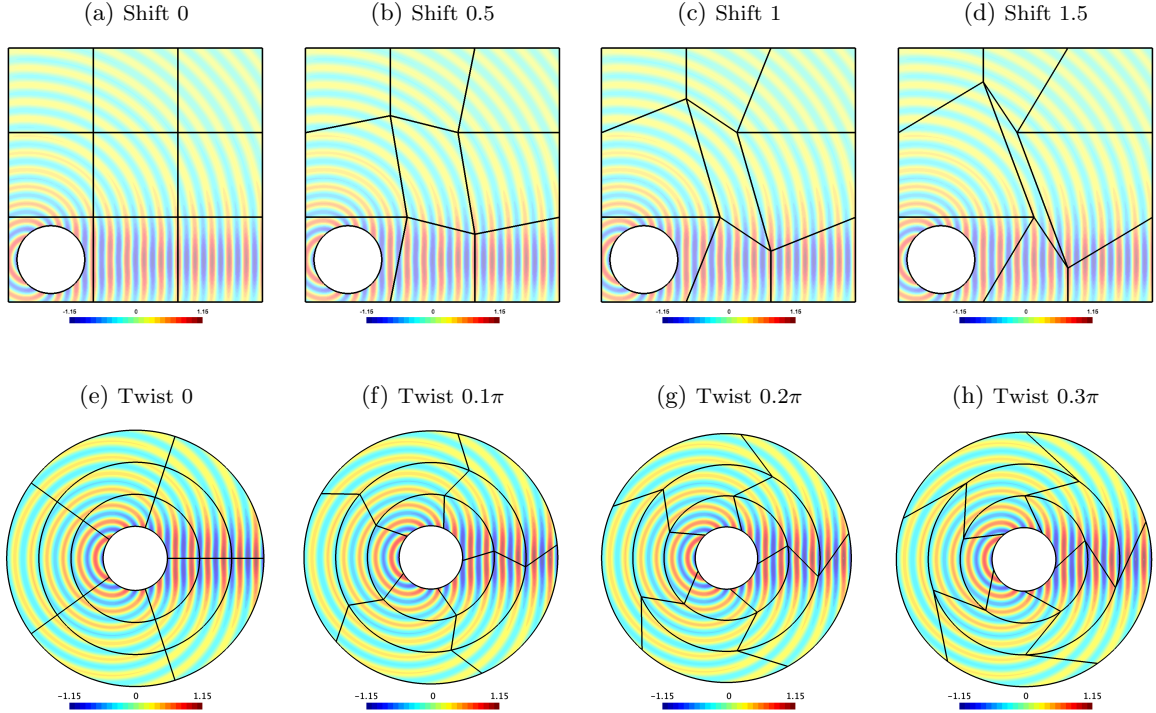 (a) Shift 0
(b) Shift 0.5
(c) Shift 1
(d) Shift 1.5
-1.15 0 1.15
-1.15 0 1.15
-1.15 0 1.15
-1.15 0 1.15
(e) Twist 0
(f) Twist 0.1π
(g) Twist 0.2π
(h) Twist 0.3π
−1.15 0 1.15
−1.15 0 1.15
−1.15 0 1.15
−1.15 0 1.15